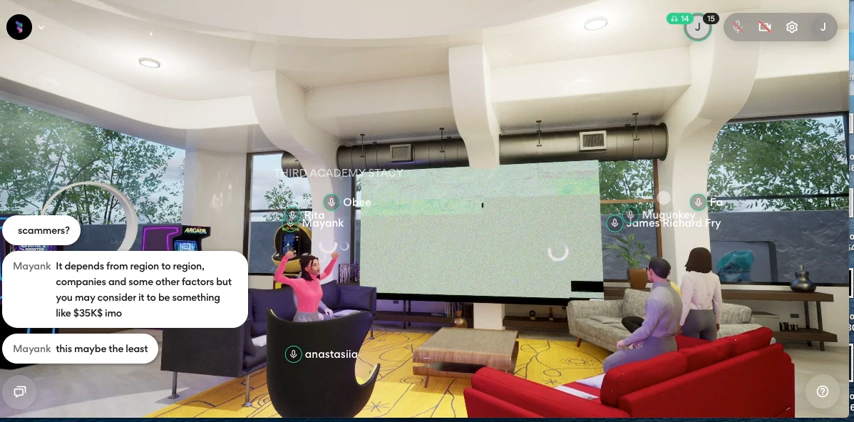 14
15
J
J
THIRD ACADEMY STACY
Obee
Rita
Mayank
Fa
Mugunkey
James Richard Fry
ARCADE
scammers?
Mayank It depends from region to region,
companies and some other factors but
you may consider it to be something
like $35K$ imo
Mayank this maybe the least
anastasiia